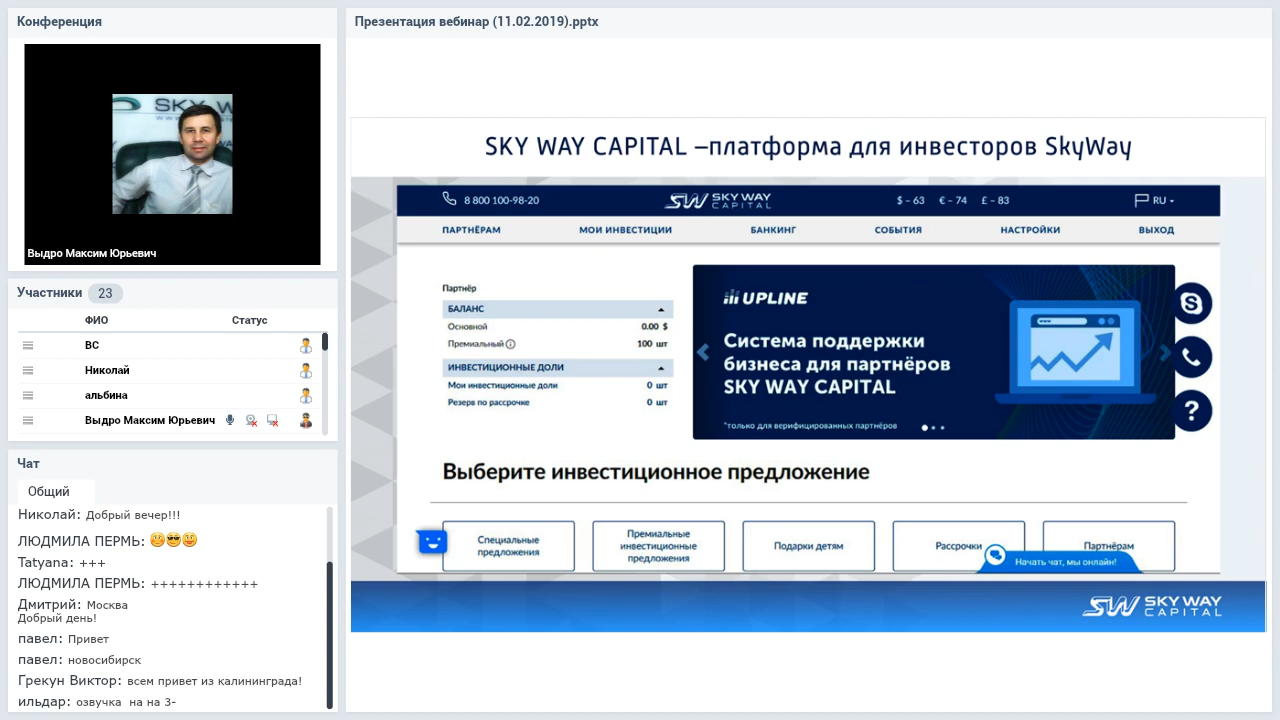 Конференция
Выдро Максим Юрьевич
Участники 23
ФИО Статус
ВС
Николай
альбина
Выдро Максим Юрьевич
Чат
Общий
Николай: Добрый вечер!!!
ЛЮДМИЛА ПЕРМЬ:
Tatyana: +++
ЛЮДМИЛА ПЕРМЬ: ++++++++++++
Дмитрий: Москва
Добрый день!
павел: Привет
павел: новосибирск
Грекун Виктор: всем привет из калининграда!
ильдар: озвучка на на 3-
Презентация вебинар (11.02.2019).pptx
SKY WAY CAPITAL –платформа для инвесторов SkyWay
8 800 100-98-20
SW SKY WAY
CAPITAL
$ – 63 € – 74 £ – 83
RU
ПАРТНЁРАМ МОИ ИНВЕСТИЦИИ БАНКИНГ СОБЫТИЯ НАСТРОЙКИ ВЫХОД
Партнёр
БАЛАНС
Основной 0.00 $
Премиальный 100 шт
ИНВЕСТИЦИОННЫЕ ДОЛИ
Мои инвестиционные доли 0 шт
Резерв по рассрочке 0 шт
UPLINE
Система поддержки
бизнеса для партнёров
SKY WAY CAPITAL
*только для верифицированных партнёров
?
Выберите инвестиционное предложение
Специальные
предложения
Премиальные
инвестиционные
предложения
Подарки детям
Рассрочки
Партнёрам
Начать чат, мы онлайн!
SW SKY WAY
CAPITAL